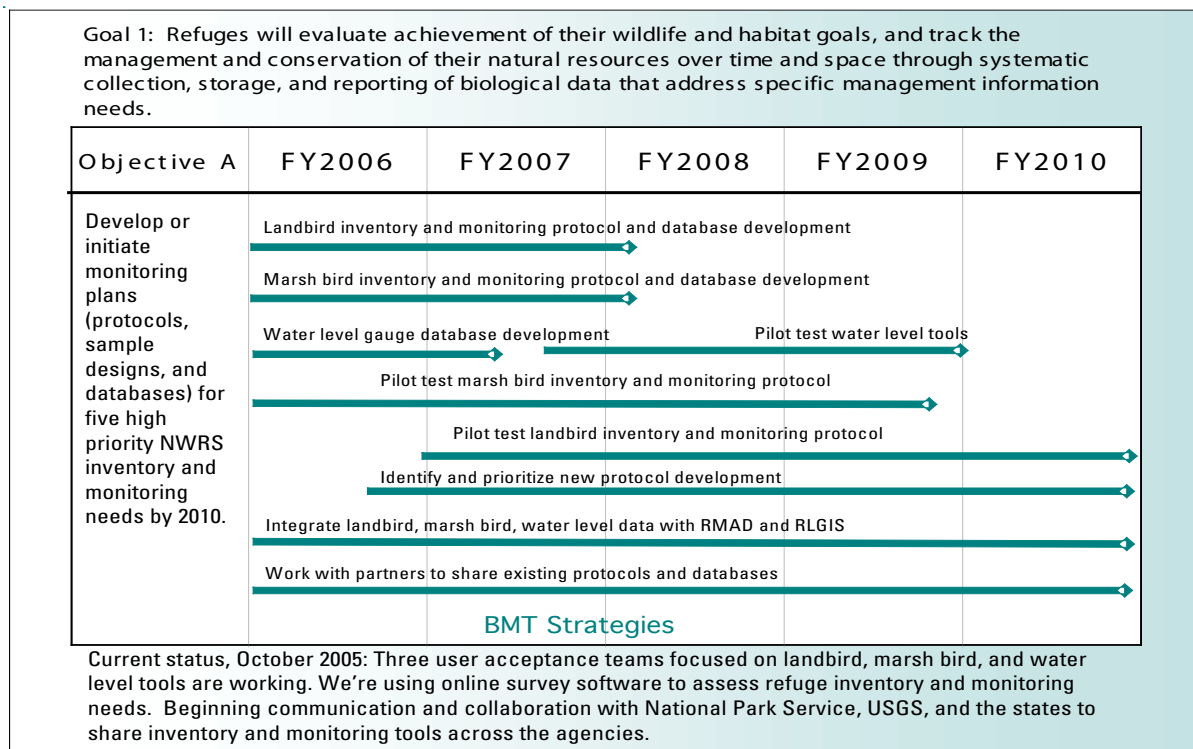 Goal 1: Refuges will evaluate achievement of their wildlife and habitat goals, and track the
management and conservation of their natural resources over time and space through systematic
collection, storage, and reporting of biological data that address specific management information
needs.
Objective A FY2006 FY2007 FY2008 FY2009 FY2010
Develop or
initiate
monitoring
plans
(protocols,
sample
designs, and
databases) for
five high
priority NWRS
inventory and
monitoring
needs by 2010.
Landbird inventory and monitoring protocol and database development
Marsh bird inventory and monitoring protocol and database development
Water level gauge database development
Pilot test water level tools
Pilot test marsh bird inventory and monitoring protocol
Pilot test landbird inventory and monitoring protocol
Identify and prioritize new protocol development
Integrate landbird, marsh bird, water level data with RMAD and RLGIS
Work with partners to share existing protocols and databases
BMT Strategies
Current status, October 2005: Three user acceptance teams focused on landbird, marsh bird, and water
level tools are working. We're using online survey software to assess refuge inventory and monitoring
needs. Beginning communication and collaboration with National Park Service, USGS, and the states to
share inventory and monitoring tools across the agencies.